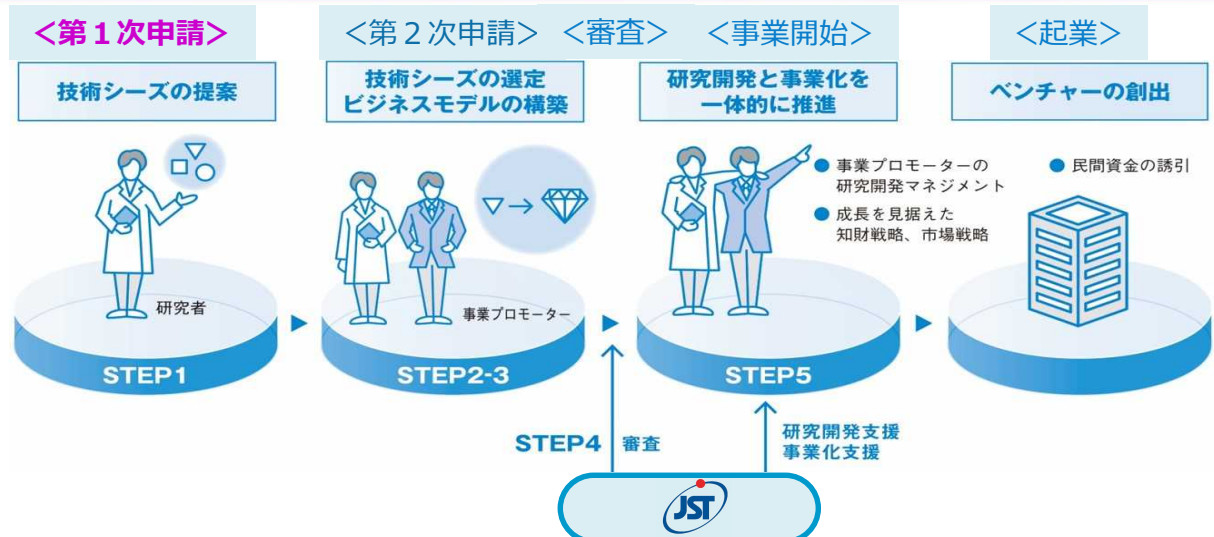 <第１次申請>
<第２次申請>
<審査>
<事業開始>
<起業>
技術シーズの提案
技術シーズの選定
ビジネスモデルの構築
研究開発と事業化を
一体的に推進
ベンチャーの創出
● 事業プロモーターの
研究開発マネジメント
● 成長を見据えた
知財戦略、市場戦略
● 民間資金の誘引
研究者
事業プロモーター
STEP1
STEP2-3
STEP5
STEP4
審査
研究開発支援
事業化支援
JST